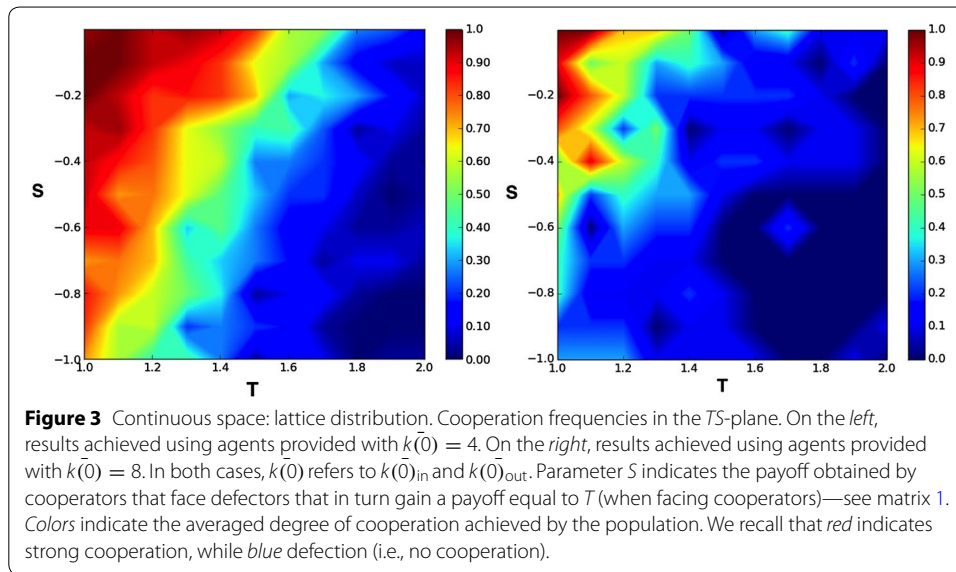 1.0
0.90
0.80
0.70
0.60
0.50
0.40
0.30
0.20
0.10
0.00
−0.2
−0.4
−0.6
−0.8
−1.0
S
1.0 1.2 1.4 1.6 1.8 2.0
T
1.0
0.9
0.8
0.7
0.6
0.5
0.4
0.3
0.2
0.1
0.0
−0.2
−0.4
−0.6
−0.8
−1.0
S
1.0 1.2 1.4 1.6 1.8 2.0
T
Figure 3 Continuous space: lattice distribution. Cooperation frequencies in the TS-plane. On the left,
results achieved using agents provided with k(̄0) = 4. On the right, results achieved using agents provided
with k(̄0) = 8. In both cases, k(̄0) refers to k(̄0)in and k(̄0)out. Parameter S indicates the payoff obtained by
cooperators that face defectors that in turn gain a payoff equal to T (when facing cooperators)—see matrix 1.
Colors indicate the averaged degree of cooperation achieved by the population. We recall that red indicates
strong cooperation, while blue defection (i.e., no cooperation).